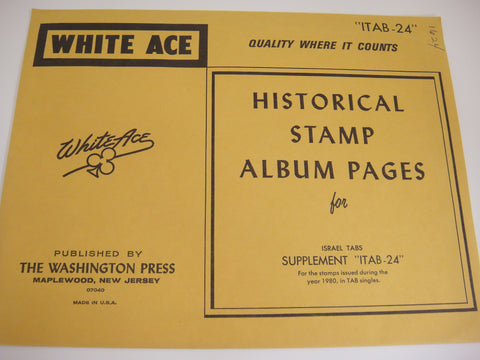 WHITE ACE
"ITAB-24"
QUALITY WHERE IT COUNTS
White Ace
PUBLISHED BY
THE WASHINGTON PRESS
MAPLEWOOD, NEW JERSEY
07040
MADE IN U.S.A.
HISTORICAL
STAMP
ALBUM PAGES
for
ISRAEL TABS
SUPPLEMENT "ITAB-24"
For the stamps issued during the
year 1980, in TAB singles.